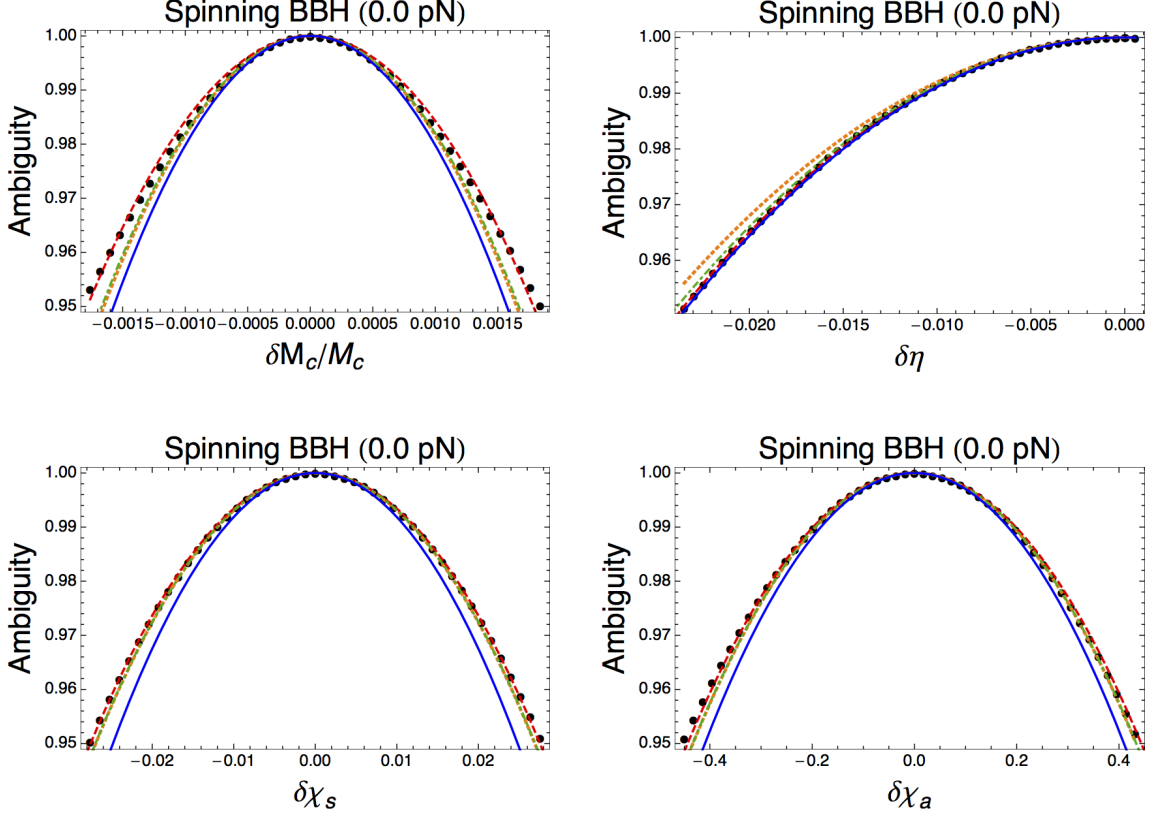 Spinning BBH (0.0 pN)
Ambiguity
1.00
0.99
0.98
0.97
0.96
0.95
−0.0015 −0.0010 −0.0005 0.0000 0.0005 0.0010 0.0015
δM_c/M_c
Spinning BBH (0.0 pN)
Ambiguity
1.00
0.99
0.98
0.97
0.96
−0.020 −0.015 −0.010 −0.005 0.000
δη
Spinning BBH (0.0 pN)
Ambiguity
1.00
0.99
0.98
0.97
0.96
0.95
−0.02 −0.01 0.00 0.01 0.02
δχ_s
Spinning BBH (0.0 pN)
Ambiguity
1.00
0.99
0.98
0.97
0.96
0.95
−0.4 −0.2 0.0 0.2 0.4
δχ_a